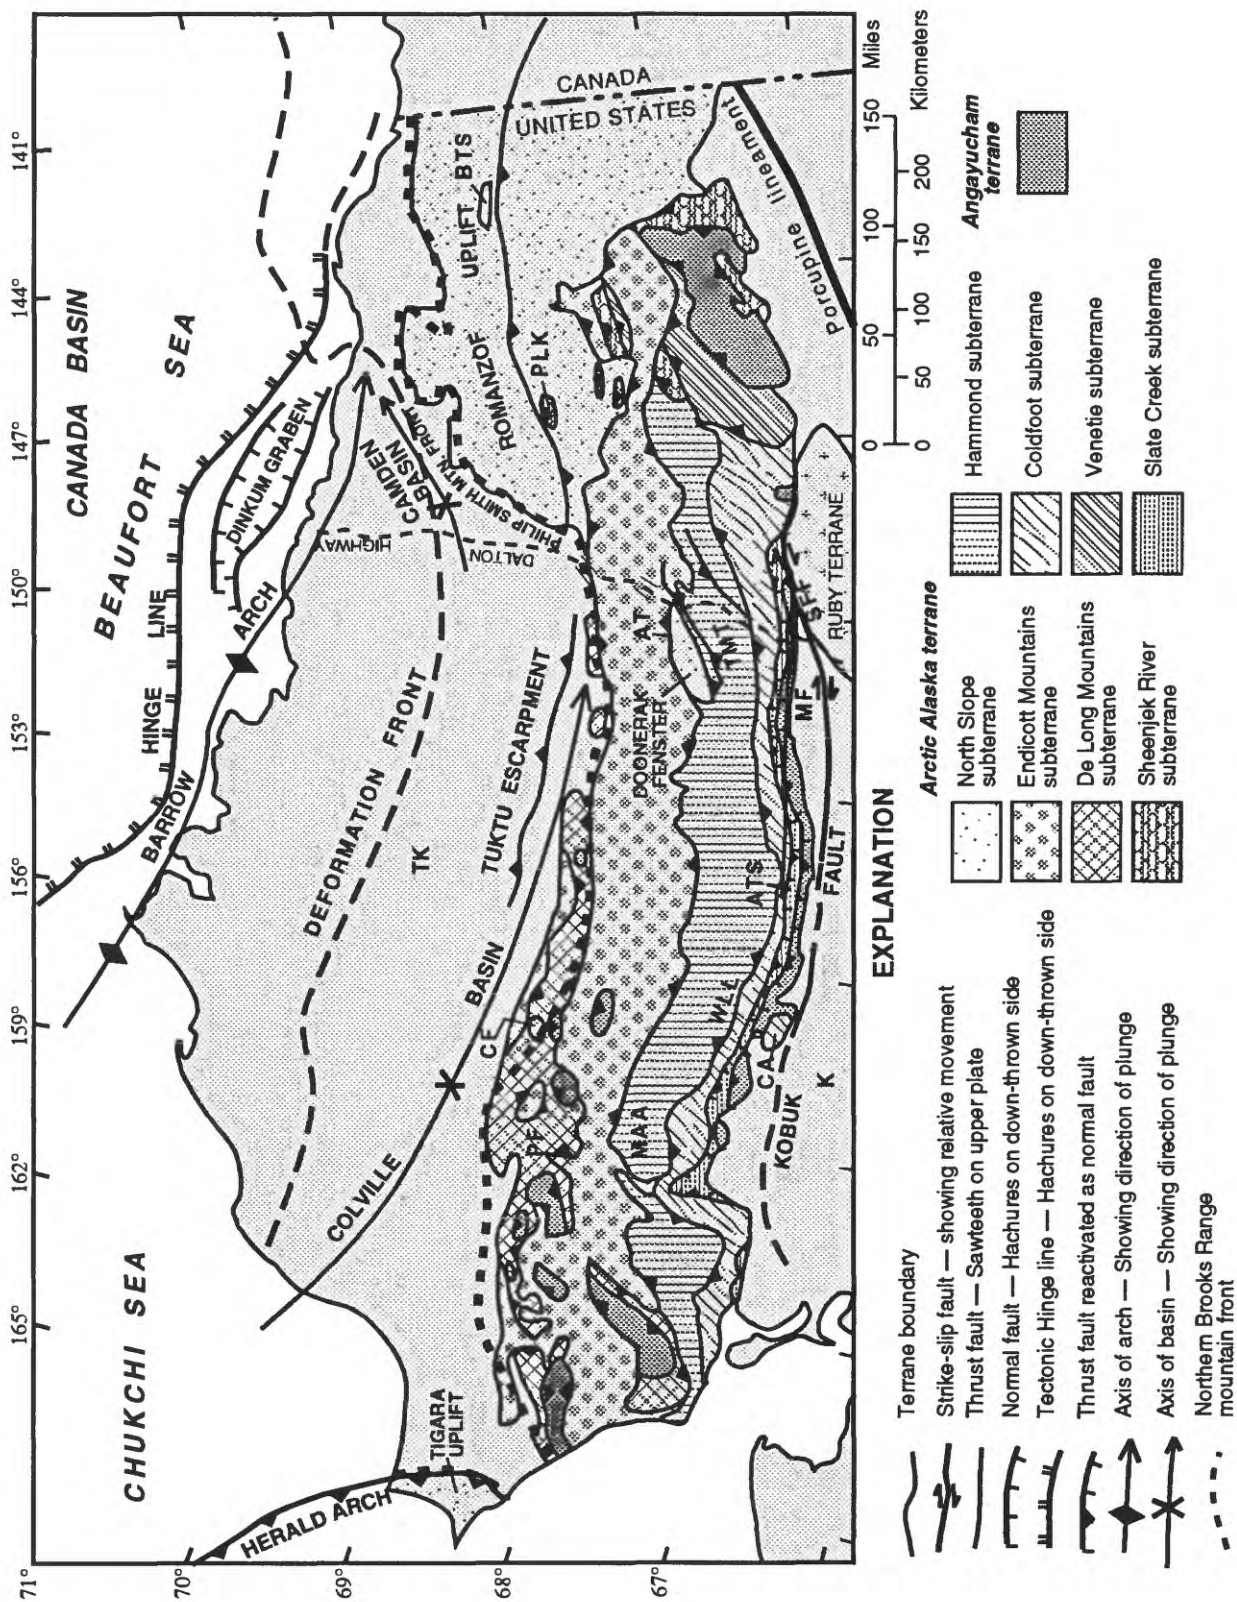 71°
70°
69°
68°
67°
165°
162°
159°
156°
153°
150°
147°
144°
141°
CHUKCHI SEA
BEAUFORT SEA
CANADA BASIN
HINGE LINE
BARROW ARCH
DINKUM GRABEN
DEFORMATION FRONT
TK
COLVILLE BASIN
TUKTU ESCARPMENT
HERALD ARCH
TIGARA
UPLIFT
CAMDEN
BASIN
PHILIP SMITH MTN FRONT
DALTON HIGHWAY
ROMANZOF UPLIFT
BTS
PLK
CANADA
UNITED STATES
Porcupine lineament
DOONERAK
FENSTER
AT
TMT
CE
PF
MAA
WLL
ATS
CA
KOBUK FAULT
K
MF
SFF
RUBY TERRANE
150
100
50
0
Miles
200
150
100
50
0
Kilometers
EXPLANATION
Terrane boundary
Strike-slip fault — showing relative movement
Thrust fault — Sawteeth on upper plate
Normal fault — Hachures on down-thrown side
Tectonic Hinge line — Hachures on down-thrown side
Thrust fault reactivated as normal fault
Axis of arch — Showing direction of plunge
Axis of basin — Showing direction of plunge
Northern Brooks Range
mountain front
Arctic Alaska terrane
North Slope
subterrane
Endicott Mountains
subterrane
De Long Mountains
subterrane
Sheenjek River
subterrane
Hammond subterrane
Coldfoot subterrane
Venetie subterrane
Slate Creek subterrane
Angayucham
terrane